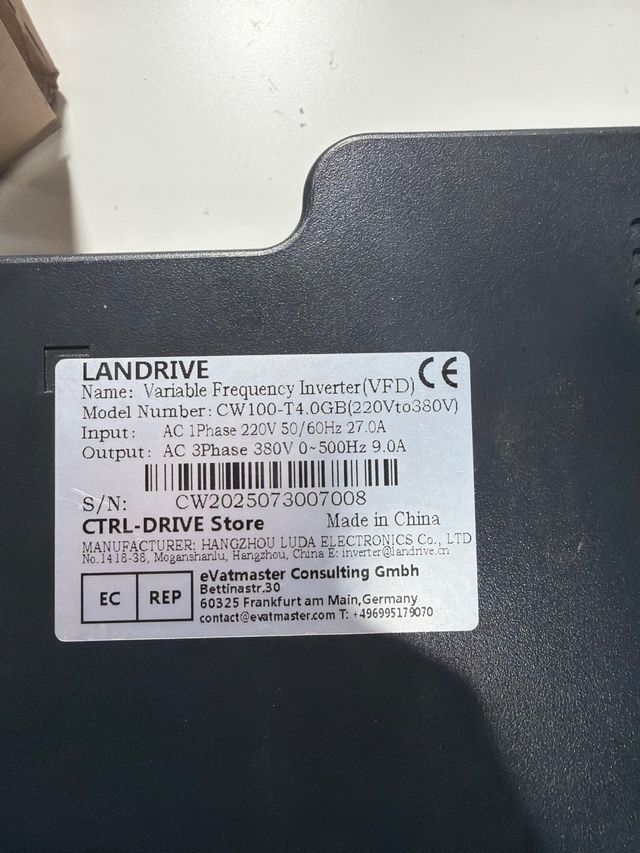 LANDRIVE
CE
Name: Variable Frequency Inverter(VFD)
Model Number: CW100-T4.0GB(220Vto380V)
Input: AC 1Phase 220V 50/60Hz 27.0A
Output: AC 3Phase 380V 0~500Hz 9.0A
S/N: CW2025073007008
CTRL-DRIVE Store Made in China
MANUFACTURER: HANGZHOU LUDA ELECTRONICS Co., LTD
No.1418-38, Moganshanlu, Hangzhou, China E: inverter@landrive.cn
EC REP
eVatmaster Consulting Gmbh
Bettinastr.30
60325 Frankfurt am Main,Germany
contact@evatmaster.com T: +496995179070